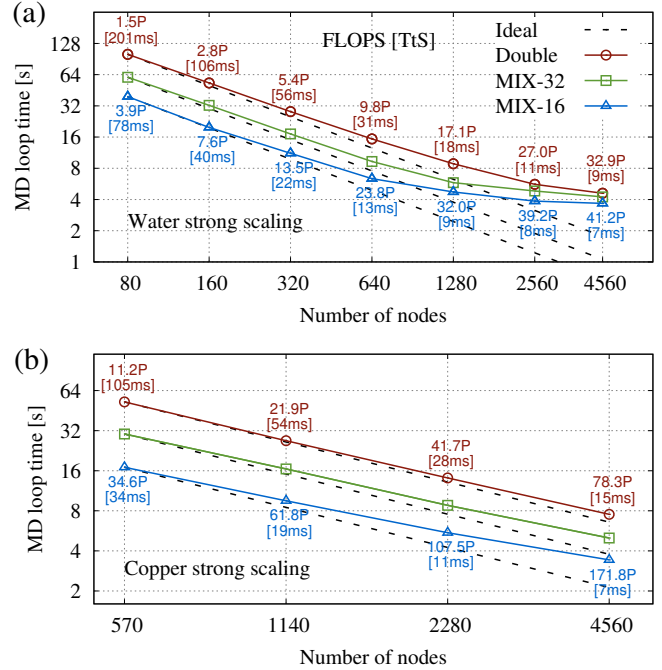 (a)
FLOPS [TtS]
Ideal
Double
MIX-32
MIX-16
MD loop time [s]
128
64
32
16
8
4
2
1
1.5P
[201ms]
2.8P
[106ms]
5.4P
[56ms]
9.8P
[31ms]
17.1P
[18ms]
27.0P
[11ms]
32.9P
[9ms]
3.9P
[78ms]
7.6P
[40ms]
13.5P
[22ms]
23.8P
[13ms]
32.0P
[9ms]
39.2P
[8ms]
41.2P
[7ms]
Water strong scaling
80 160 320 640 1280 2560 4560
Number of nodes
(b)
MD loop time [s]
64
32
16
8
4
2
11.2P
[105ms]
21.9P
[54ms]
41.7P
[28ms]
78.3P
[15ms]
34.6P
[34ms]
61.8P
[19ms]
107.5P
[11ms]
171.8P
[7ms]
Copper strong scaling
570 1140 2280 4560
Number of nodes